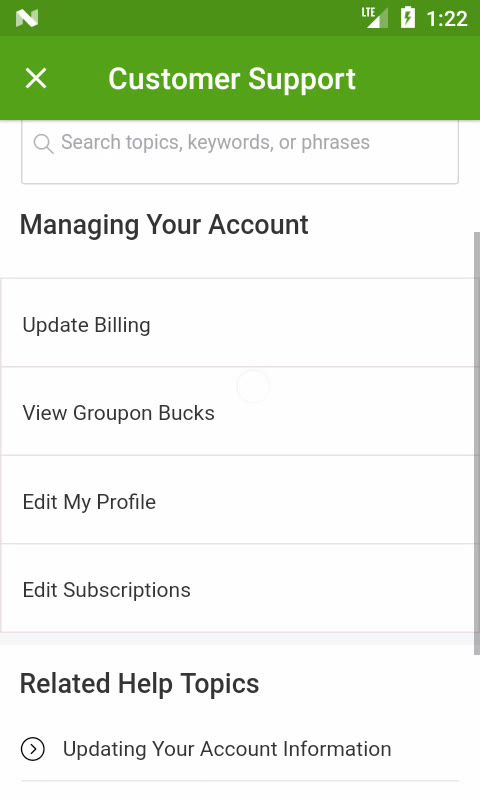 LTE 1:22
Customer Support
Search topics, keywords, or phrases
Managing Your Account
Update Billing
View Groupon Bucks
Edit My Profile
Edit Subscriptions
Related Help Topics
Updating Your Account Information